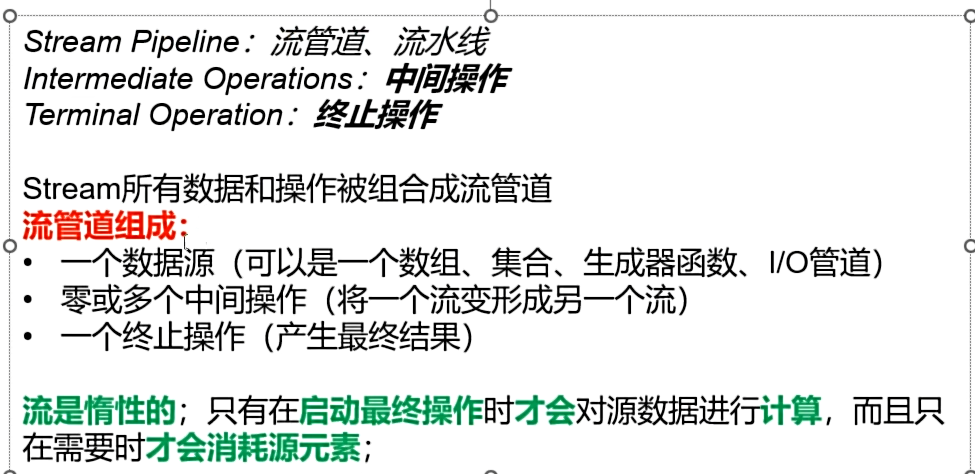 Stream Pipeline：流管道、流水线
Intermediate Operations：中间操作
Terminal Operation：终止操作
Stream所有数据和操作被组合成流管道
流管道组成：
• 一个数据源（可以是一个数组、集合、生成器函数、I/O管道）
• 零或多个中间操作（将一个流变形成另一个流）
• 一个终止操作（产生最终结果）
流是惰性的；只有在启动最终操作时才会对源数据进行计算，而且只
在需要时才会消耗源元素；